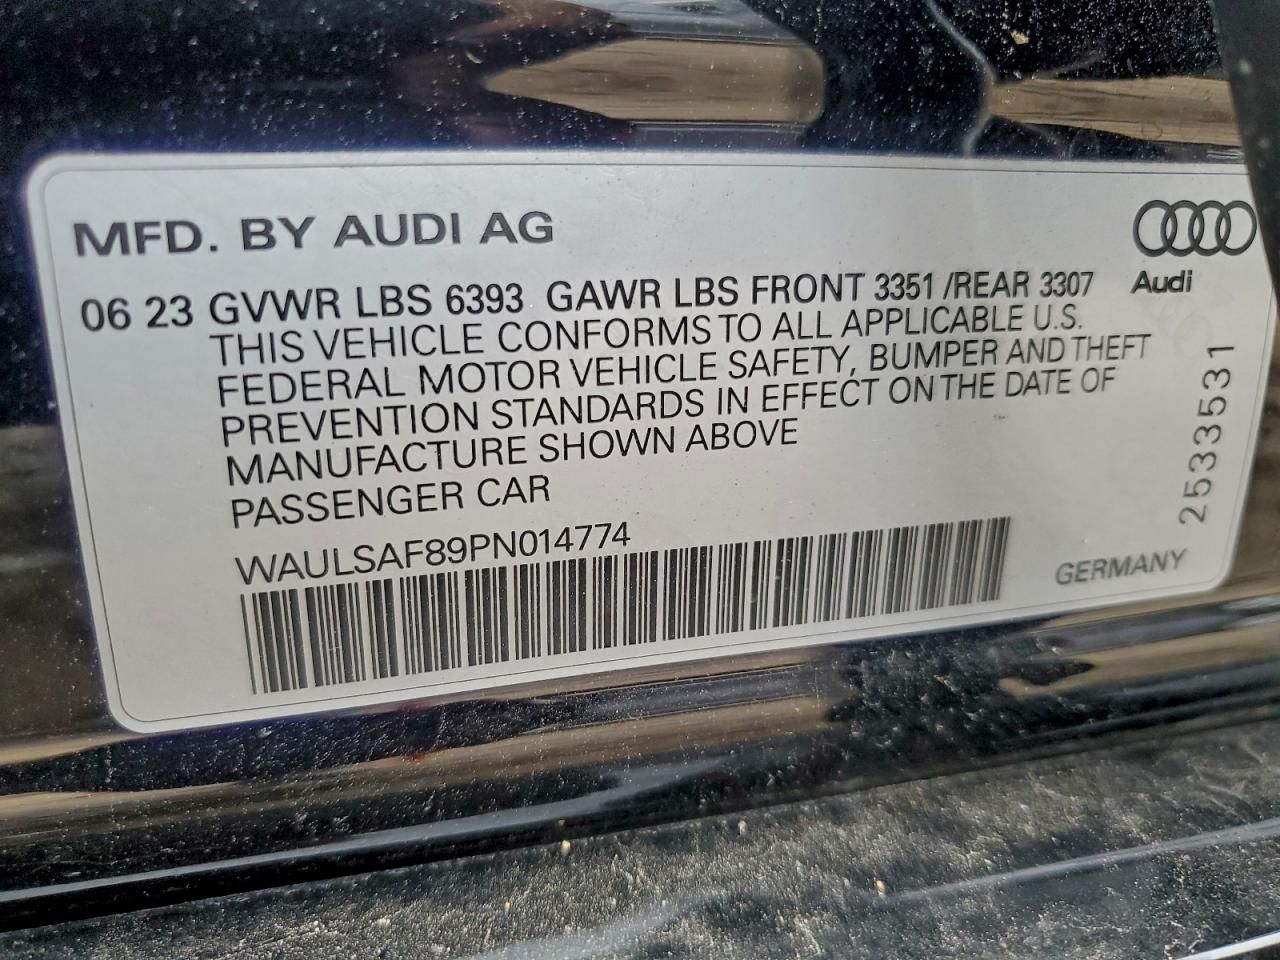 MFD. BY AUDI AG
Audi
06 23 GVWR LBS 6393 GAWR LBS FRONT 3351 /REAR 3307
THIS VEHICLE CONFORMS TO ALL APPLICABLE U.S.
FEDERAL MOTOR VEHICLE SAFETY, BUMPER AND THEFT
PREVENTION STANDARDS IN EFFECT ON THE DATE OF
MANUFACTURE SHOWN ABOVE
PASSENGER CAR
WAULSAF89PN014774
GERMANY
2533531